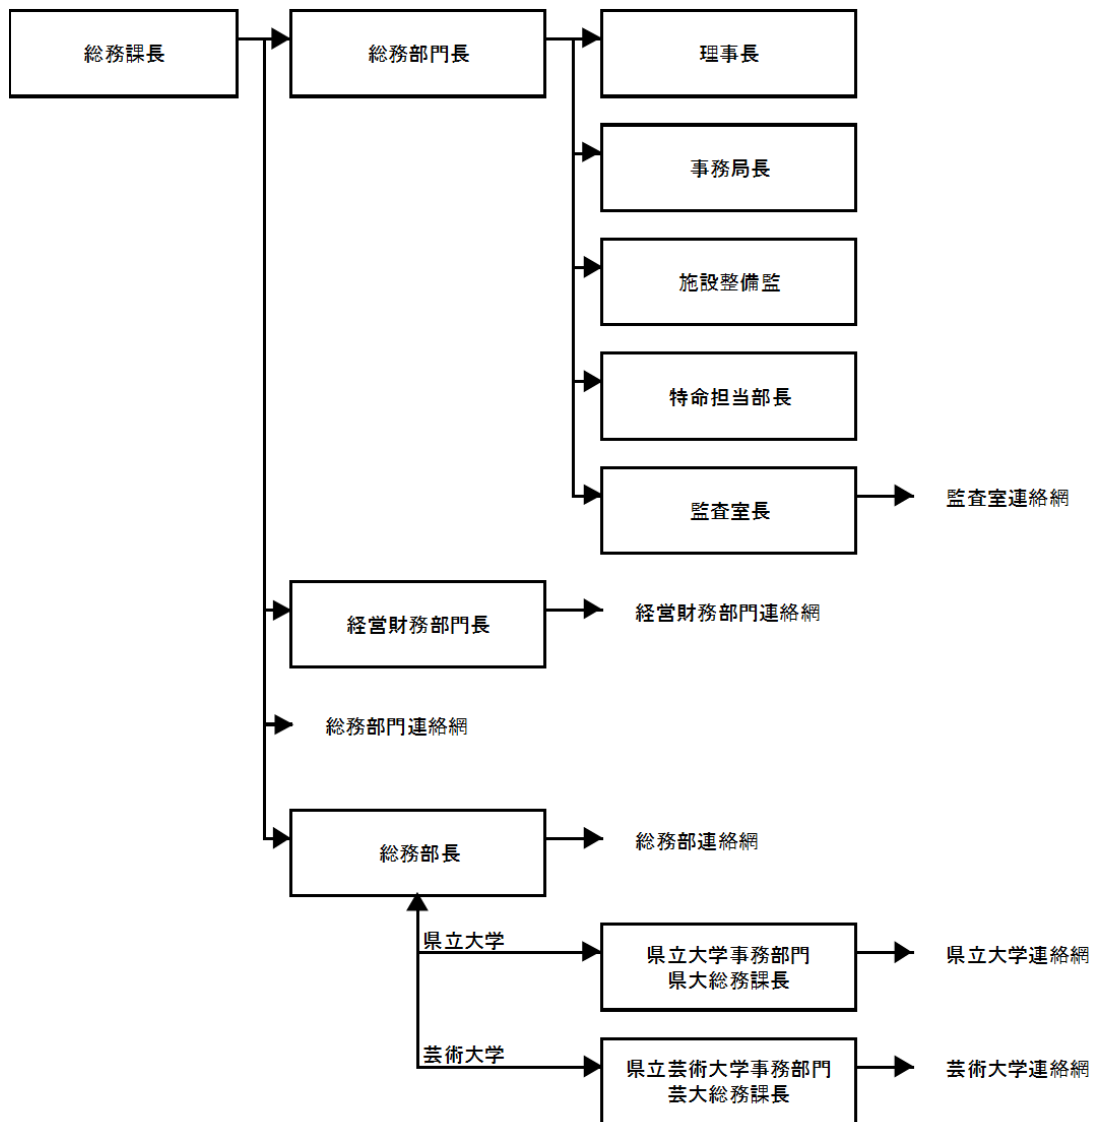 総務課長
総務部門長
理事長
事務局長
施設整備監
特命担当部長
監査室長
監査室連絡網
経営財務部門長
経営財務部門連絡網
総務部門連絡網
総務部長
総務部連絡網
県立大学
県立大学事務部門
県大総務課長
県立大学連絡網
芸術大学
県立芸術大学事務部門
芸大総務課長
芸術大学連絡網